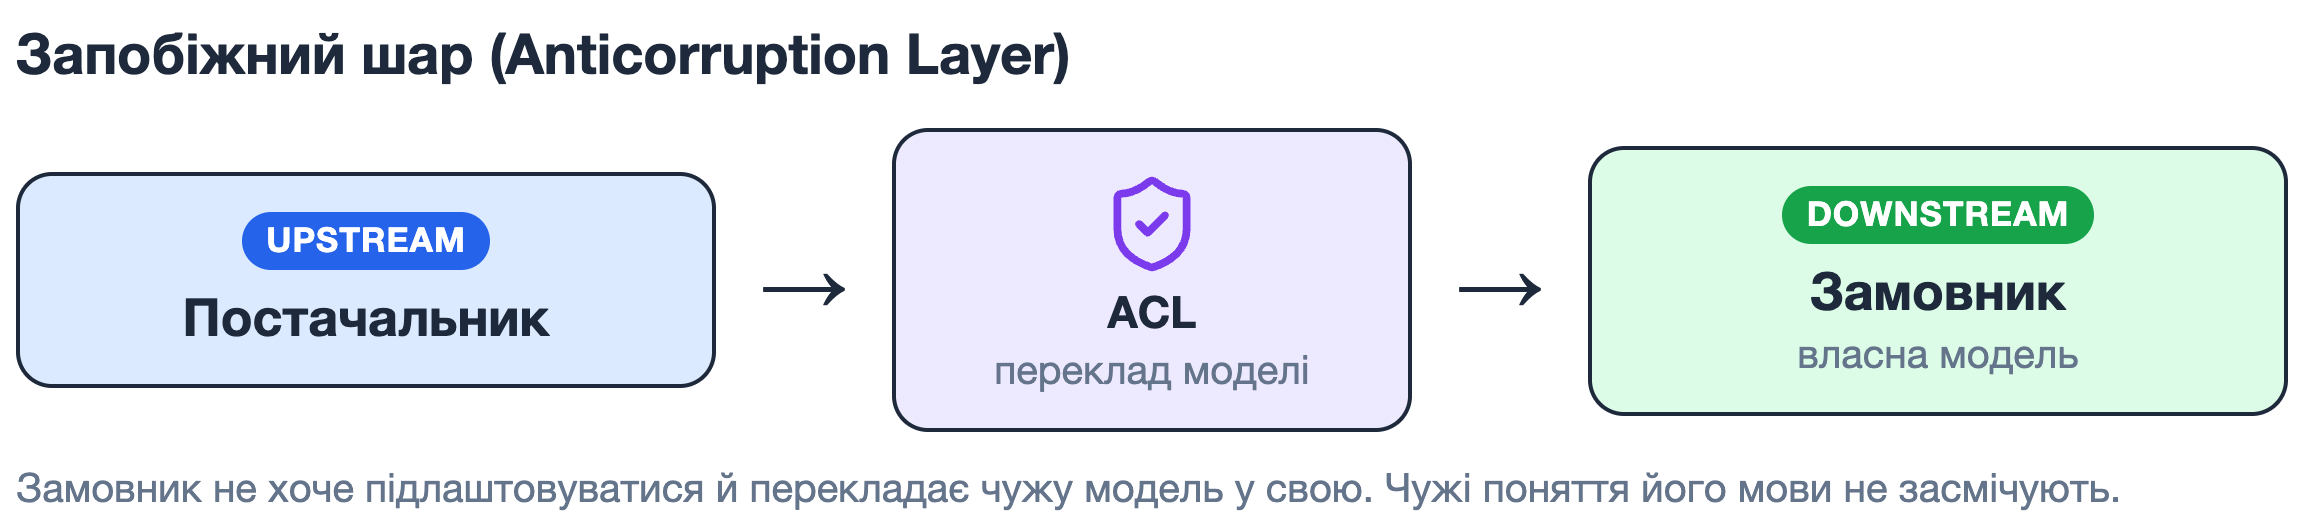 Запобіжний шар (Anticorruption Layer)
UPSTREAM
Постачальник
→
ACL
переклад моделі
→
DOWNSTREAM
Замовник
власна модель
Замовник не хоче підлаштовуватися й перекладає чужу модель у свою. Чужі поняття його мови не засмічують.